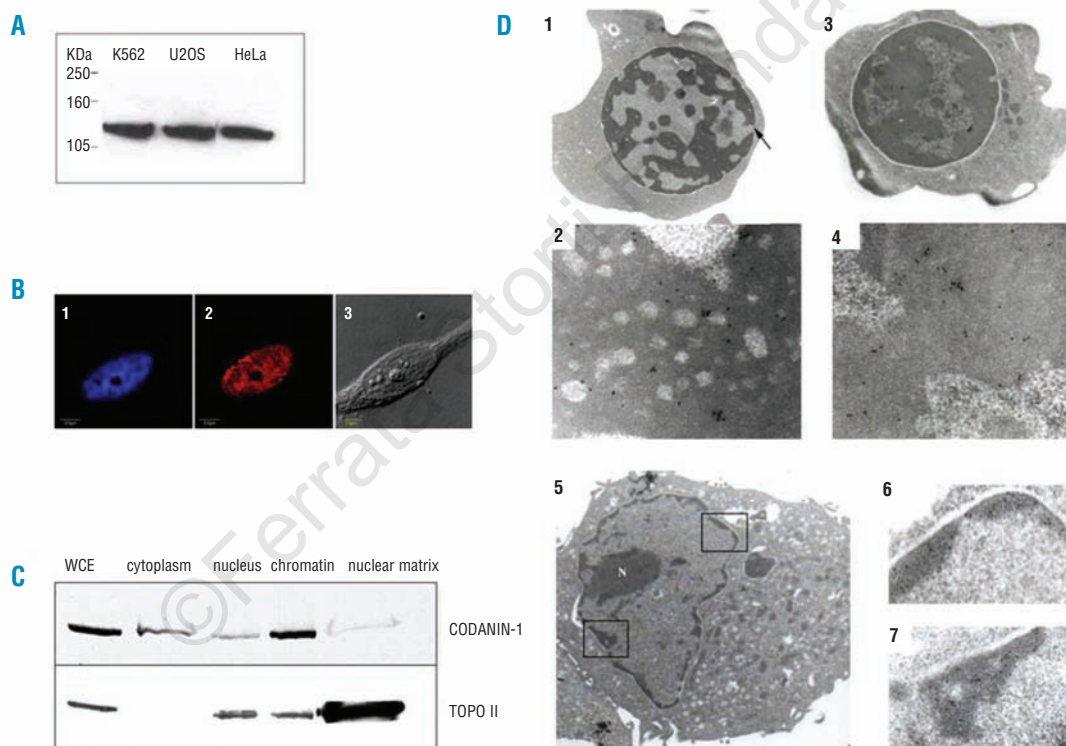 A
KDa K562 U2OS HeLa
250
160
105
B
1 2 3
C
WCE cytoplasm nucleus chromatin nuclear matrix
CODANIN-1
TOPO II
D
1 3
2 4
5 6
N
7
©Ferrata Storti